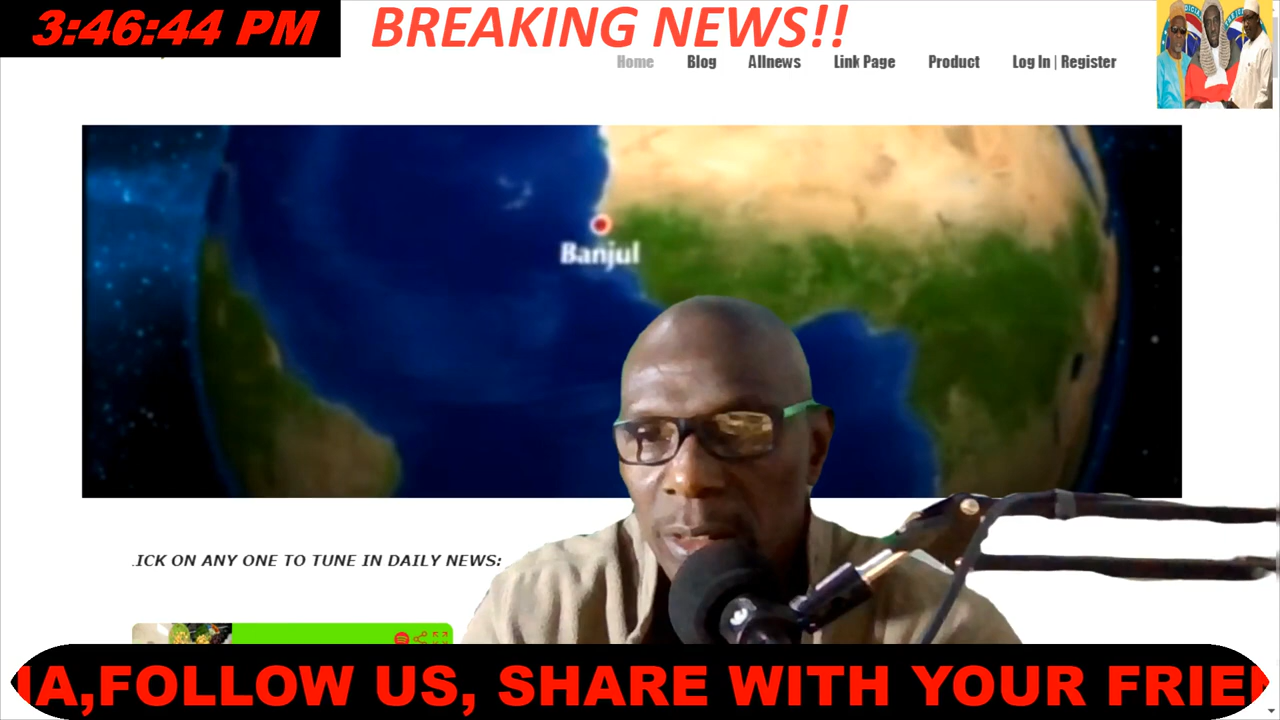 3:46:44 PM
BREAKING NEWS!!
Home Blog Allnews Link Page Product Log In | Register
Banjul
ICK ON ANY ONE TO TUNE IN DAILY NEWS:
A,FOLLOW US, SHARE WITH YOUR FRIE